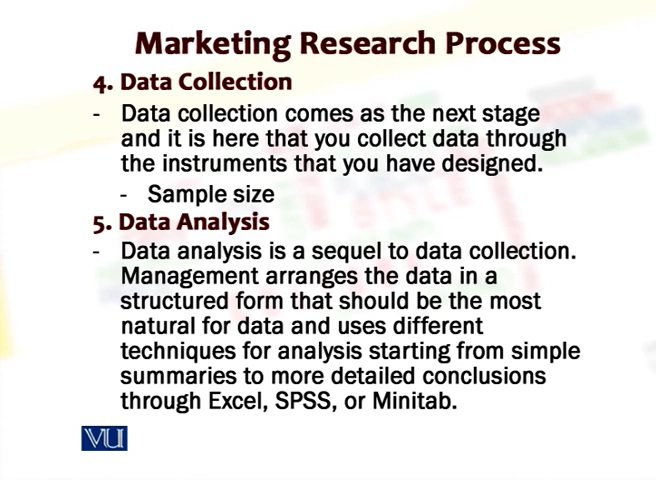 Marketing Research Process
4. Data Collection
- Data collection comes as the next stage
and it is here that you collect data through
the instruments that you have designed.
- Sample size
5. Data Analysis
- Data analysis is a sequel to data collection.
Management arranges the data in a
structured form that should be the most
natural for data and uses different
techniques for analysis starting from simple
summaries to more detailed conclusions
through Excel, SPSS, or Minitab.
VU